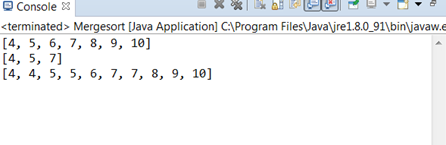 Console
<terminated> Mergesort [Java Application] C:\Program Files\Java\jre1.8.0_91\bin\javaw.e
[4, 5, 6, 7, 8, 9, 10]
[4, 5, 7]
[4, 4, 5, 5, 6, 7, 7, 8, 9, 10]